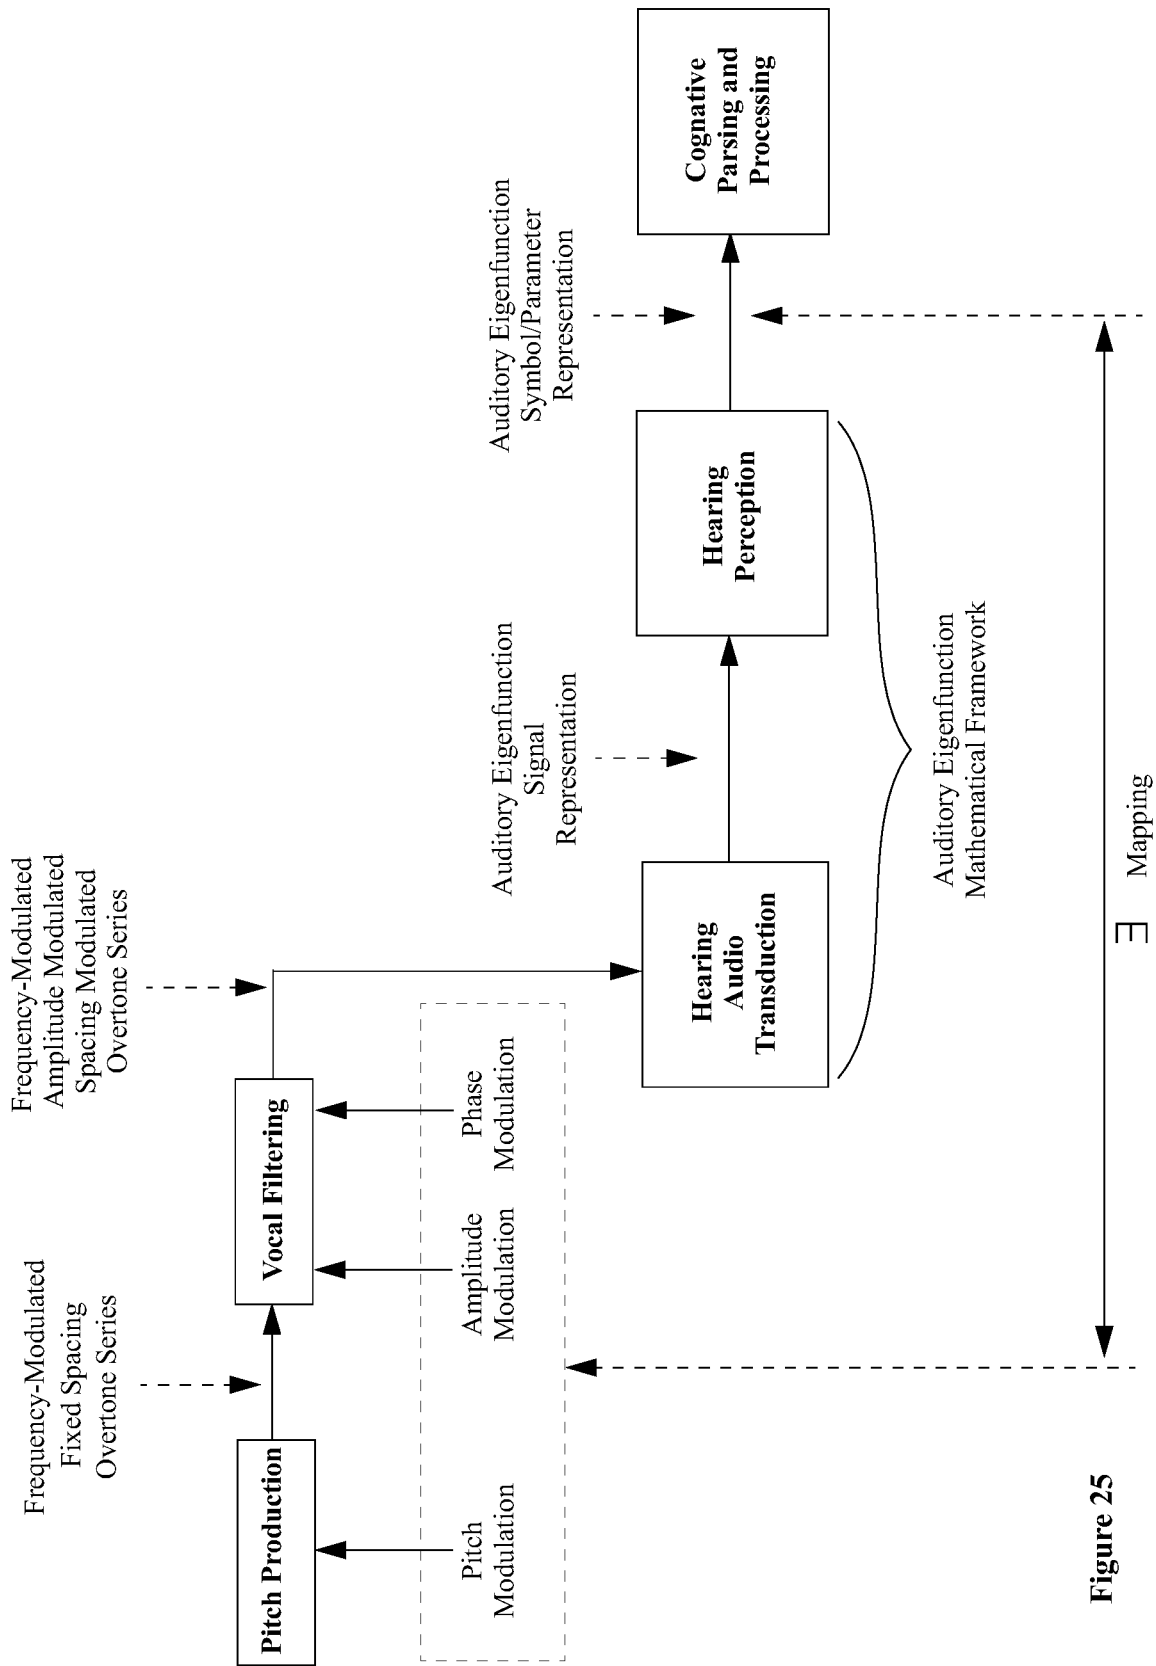 Frequency-Modulated
Fixed Spacing
Overtone Series
Frequency-Modulated
Amplitude Modulated
Spacing Modulated
Overtone Series
Pitch Production
Vocal Filtering
Pitch
Modulation
Amplitude
Modulation
Phase
Modulation
Auditory Eigenfunction
Signal
Representation
Auditory Eigenfunction
Symbol/Parameter
Representation
Hearing
Audio
Transduction
Hearing
Perception
Cognative
Parsing and
Processing
Auditory Eigenfunction
Mathematical Framework
∃ Mapping
Figure 25